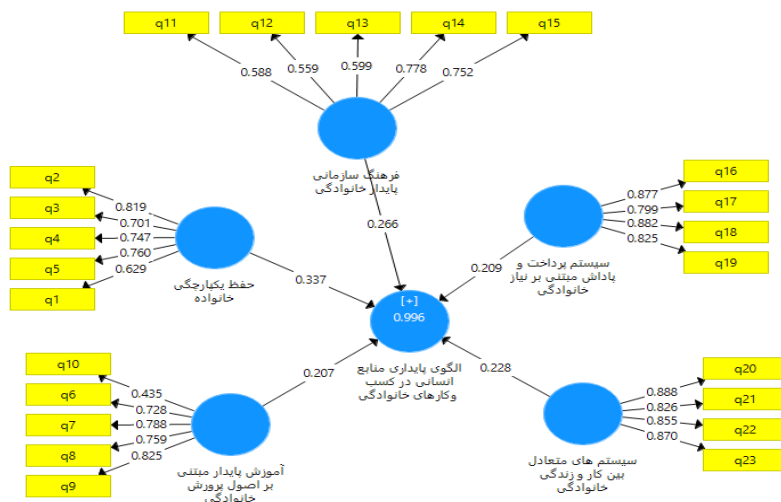 q11
q12
q13
q14
q15
0.588
0.559
0.599
0.778
0.752
فرهنگ سازمانی
پایدار خانوادگی
0.266
q2
q3
q4
q5
q1
0.819
0.701
0.747
0.760
0.629
حفظ یکپارچگی
خانواده
0.337
q16
q17
q18
q19
0.877
0.799
0.882
0.825
سیستم پرداخت و
پاداش مبتنی بر نیاز
خانوادگی
0.209
[+]
0.996
الگوی پایداری منابع
انسانی در کسب
وکارهای خانوادگی
q10
q6
q7
q8
q9
0.435
0.728
0.788
0.759
0.825
آموزش پایدار مبتنی
بر اصول پرورش
خانوادگی
0.207
q20
q21
q22
q23
0.888
0.826
0.855
0.870
سیستم های متعادل
بین کار و زندگی
خانوادگی
0.228